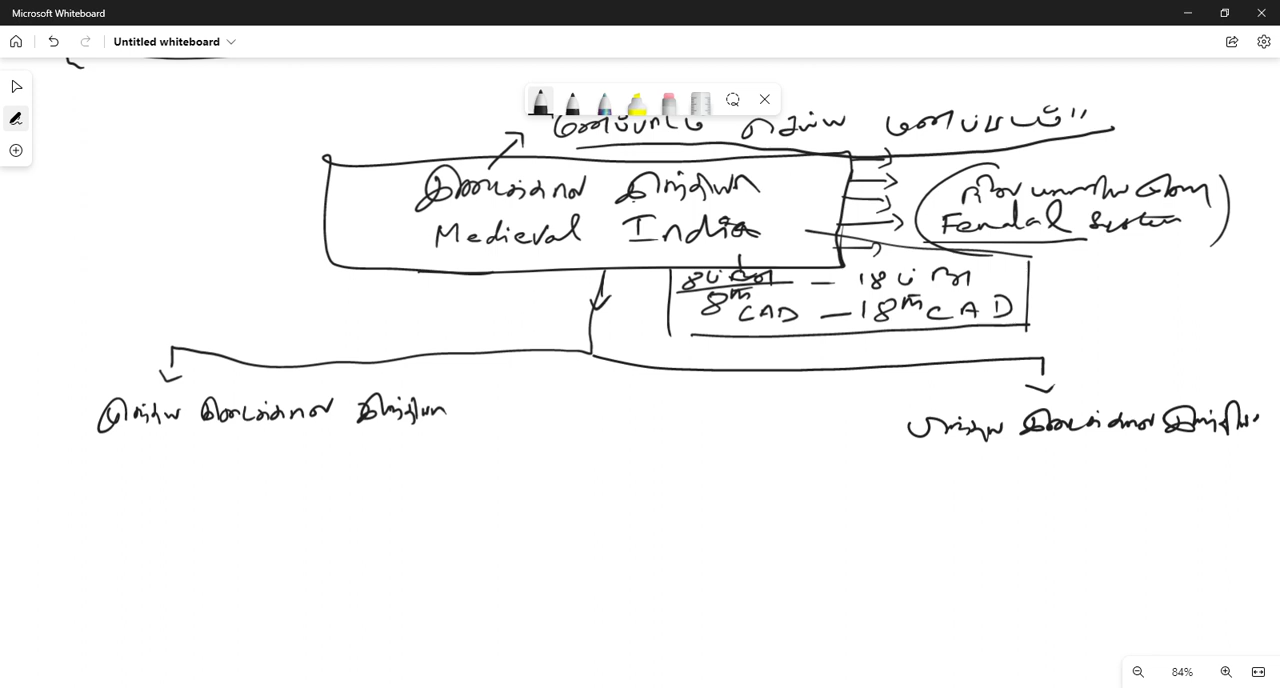 Microsoft Whiteboard
Untitled whiteboard
இடைக்கால இந்தியா
Medieval India
நிலமானிய முறை
Feudal System
8ம் நூ — 18ம் நூ
8th CAD — 18th CAD
முந்தைய இடைக்கால இந்தியா
பிந்தைய இடைக்கால இந்திய
84%